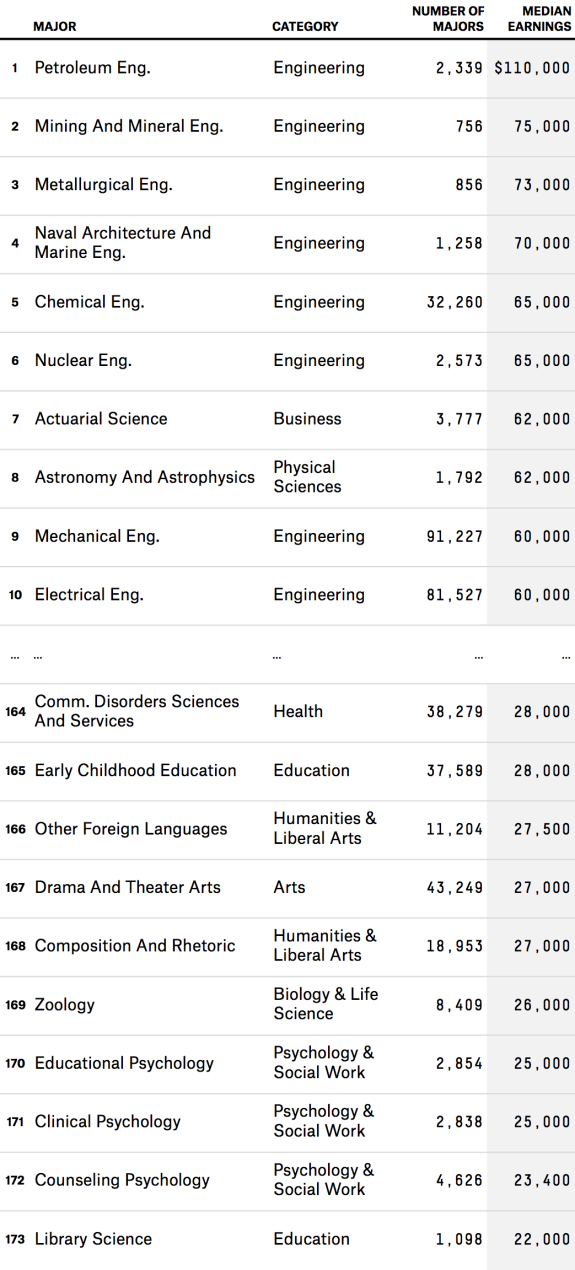 MAJOR CATEGORY NUMBER OF MAJORS MEDIAN EARNINGS
1 Petroleum Eng. Engineering 2,339 $110,000
2 Mining And Mineral Eng. Engineering 756 75,000
3 Metallurgical Eng. Engineering 856 73,000
4 Naval Architecture And Marine Eng. Engineering 1,258 70,000
5 Chemical Eng. Engineering 32,260 65,000
6 Nuclear Eng. Engineering 2,573 65,000
7 Actuarial Science Business 3,777 62,000
8 Astronomy And Astrophysics Physical Sciences 1,792 62,000
9 Mechanical Eng. Engineering 91,227 60,000
10 Electrical Eng. Engineering 81,527 60,000
... ... ... ... ...
164 Comm. Disorders Sciences And Services Health 38,279 28,000
165 Early Childhood Education Education 37,589 28,000
166 Other Foreign Languages Humanities & Liberal Arts 11,204 27,500
167 Drama And Theater Arts Arts 43,249 27,000
168 Composition And Rhetoric Humanities & Liberal Arts 18,953 27,000
169 Zoology Biology & Life Science 8,409 26,000
170 Educational Psychology Psychology & Social Work 2,854 25,000
171 Clinical Psychology Psychology & Social Work 2,838 25,000
172 Counseling Psychology Psychology & Social Work 4,626 23,400
173 Library Science Education 1,098 22,000